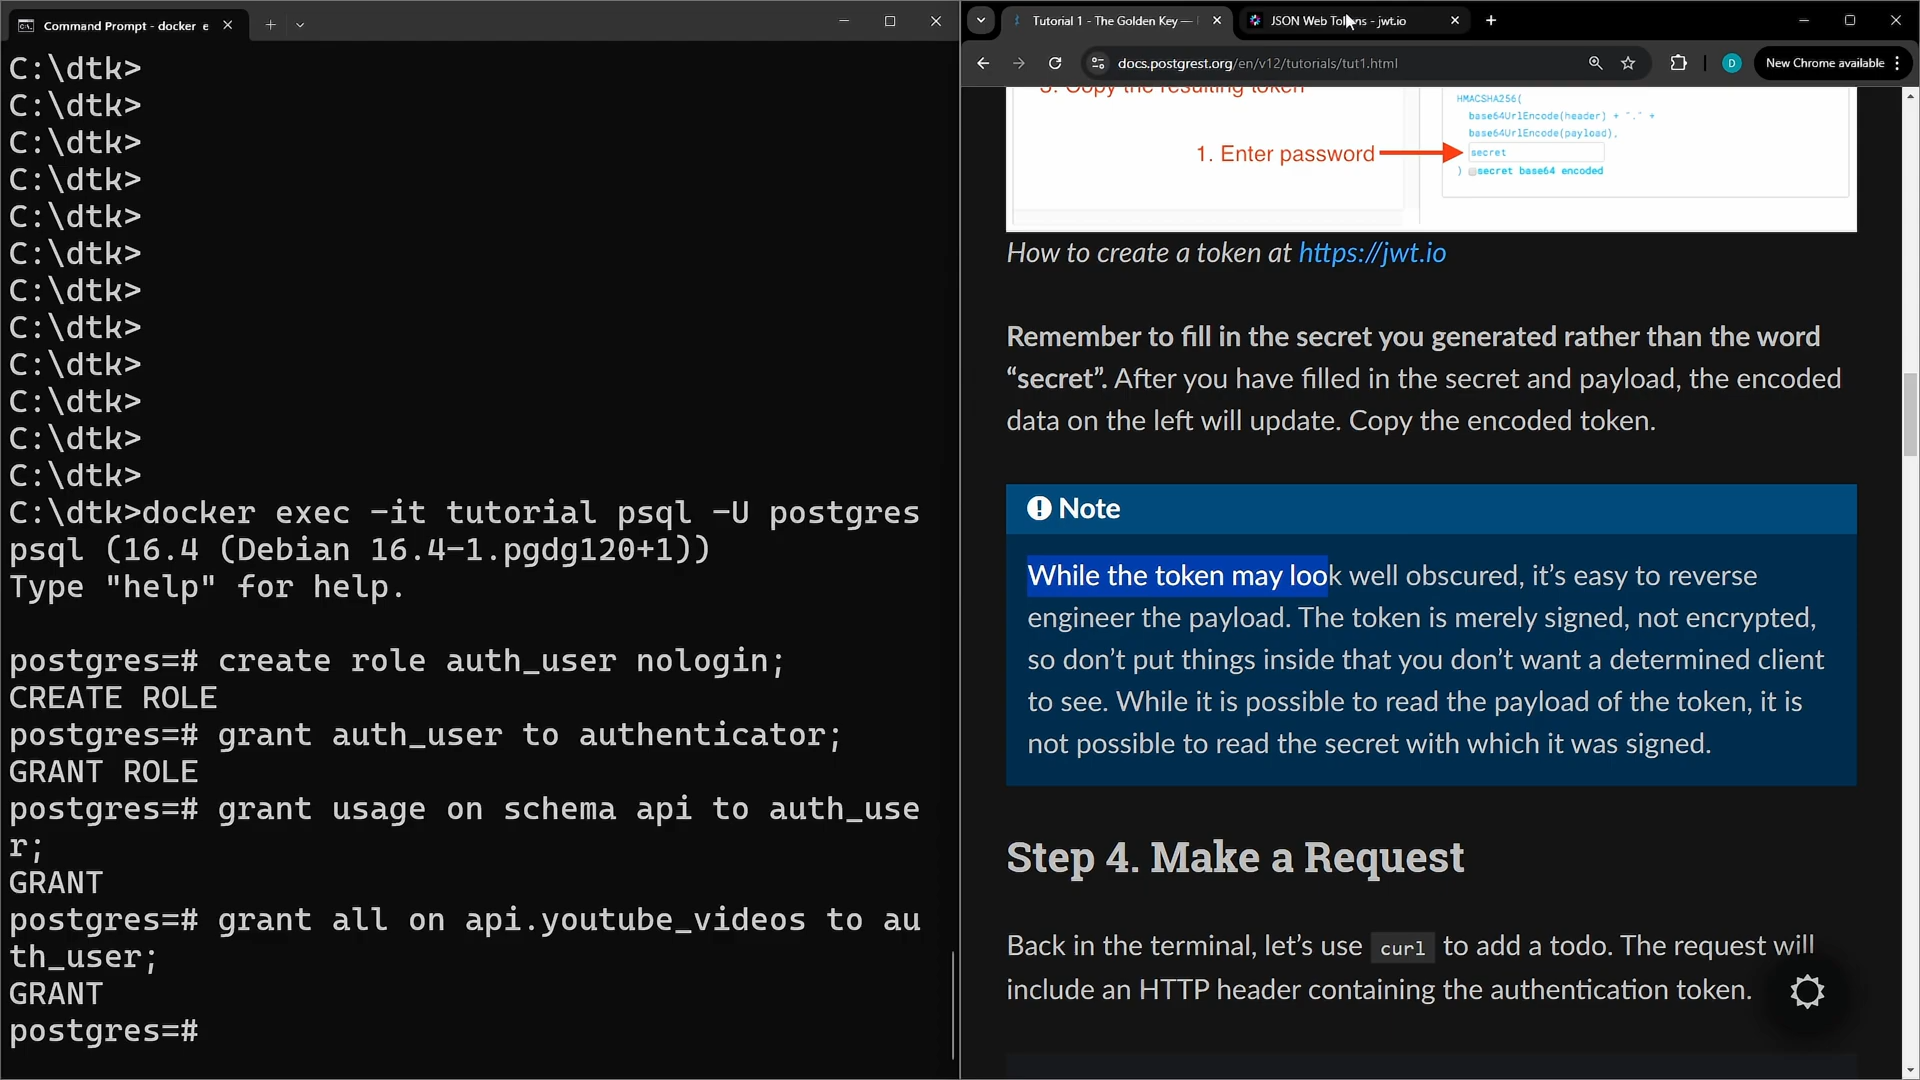 Command Prompt - docker e
C:\dtk>
C:\dtk>
C:\dtk>
C:\dtk>
C:\dtk>
C:\dtk>
C:\dtk>
C:\dtk>
C:\dtk>
C:\dtk>
C:\dtk>
C:\dtk>
C:\dtk>docker exec -it tutorial psql -U postgres
psql (16.4 (Debian 16.4-1.pgdg120+1))
Type "help" for help.
postgres=# create role auth_user nologin;
CREATE ROLE
postgres=# grant auth_user to authenticator;
GRANT ROLE
postgres=# grant usage on schema api to auth_use
r;
GRANT
postgres=# grant all on api.youtube_videos to au
th_user;
GRANT
postgres=#
Tutorial 1 - The Golden Key —
JSON Web Tokens - jwt.io
docs.postgrest.org/en/v12/tutorials/tut1.html
D
New Chrome available
3. Copy the resulting token
HMACSHA256(
base64UrlEncode(header) + "." +
base64UrlEncode(payload),
1. Enter password
secret
) secret base64 encoded
How to create a token at https://jwt.io
Remember to fill in the secret you generated rather than the word
“secret”. After you have filled in the secret and payload, the encoded
data on the left will update. Copy the encoded token.
Note
While the token may look well obscured, it’s easy to reverse
engineer the payload. The token is merely signed, not encrypted,
so don’t put things inside that you don’t want a determined client
to see. While it is possible to read the payload of the token, it is
not possible to read the secret with which it was signed.
Step 4. Make a Request
Back in the terminal, let’s use curl to add a todo. The request will
include an HTTP header containing the authentication token.